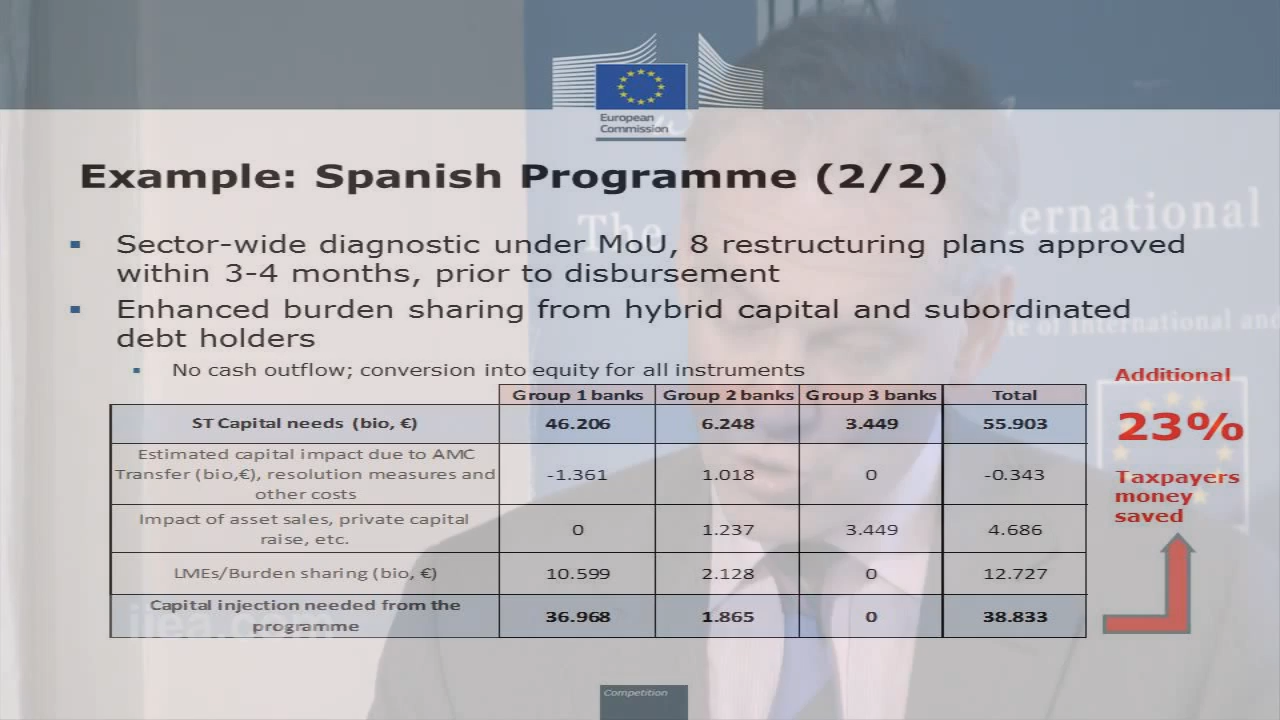 European
Commission
Example: Spanish Programme (2/2)
The
ernational
Sector-wide diagnostic under MoU, 8 restructuring plans approved
within 3-4 months, prior to disbursement
Enhanced burden sharing from hybrid capital and subordinated
debt holders
te of International and
No cash outflow; conversion into equity for all instruments
Group 1 banks Group 2 banks Group 3 banks Total
ST Capital needs (bio, €) 46.206 6.248 3.449 55.903
Estimated capital impact due to AMC
Transfer (bio,€), resolution measures and
other costs
-1.361 1.018 0 -0.343
Impact of asset sales, private capital
raise, etc.
0 1.237 3.449 4.686
LMEs/Burden sharing (bio, €) 10.599 2.128 0 12.727
Capital injection needed from the
programme
36.968 1.865 0 38.833
Additional
23%
Taxpayers
money
saved
Competition